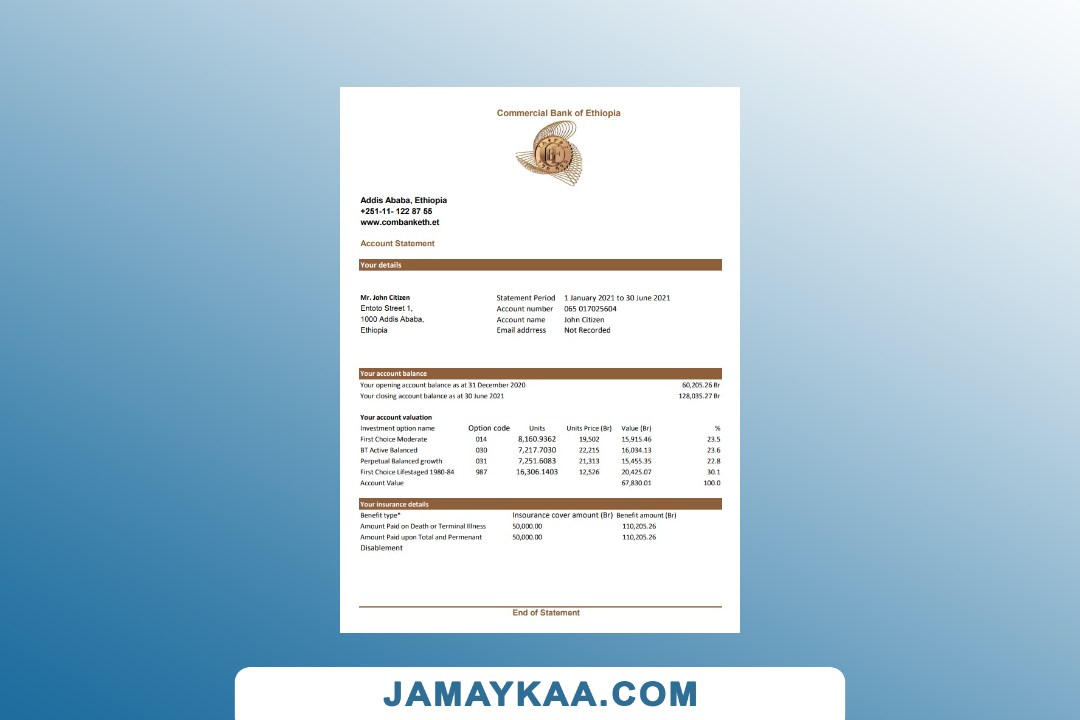 Commercial Bank of Ethiopia
Addis Ababa, Ethiopia
+251-11- 122 87 55
www.combanketh.et
Account Statement
Your details
Mr. John Citizen
Entoto Street 1,
1000 Addis Ababa,
Ethiopia
Statement Period 1 January 2021 to 30 June 2021
Account number 065 017025604
Account name John Citizen
Email addrress Not Recorded
Your account balance
Your opening account balance as at 31 December 2020 60,205.26 Br
Your closing account balance as at 30 June 2021 128,035.27 Br
Your account valuation
Investment option name Option code Units Units Price (Br) Value (Br) %
First Choice Moderate 014 8,160.9362 19,502 15,915.46 23.5
BT Active Balanced 030 7,217.7030 22,215 16,034.13 23.6
Perpetual Balanced growth 031 7,251.6083 21,313 15,455.35 22.8
First Choice Lifestaged 1980-84 987 16,306.1403 12,526 20,425.07 30.1
Account Value 67,830.01 100.0
Your insurance details
Benefit type* Insourance cover amount (Br) Benefit amount (Br)
Amount Paid on Death or Terminal Illness 50,000.00 110,205.26
Amount Paid upon Total and Permenant 50,000.00 110,205.26
Disablement
End of Statement
JAMAYKAA.COM